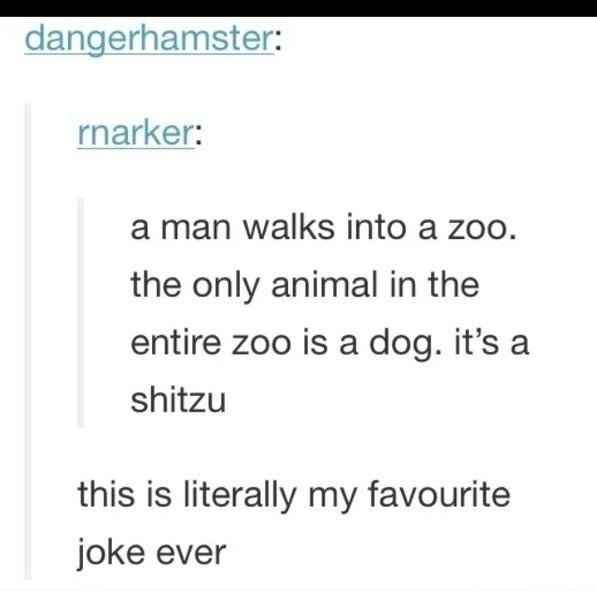 dangerhamster:
rnarker:
a man walks into a zoo.
the only animal in the
entire zoo is a dog. it's a
shitzu
this is literally my favourite
joke ever